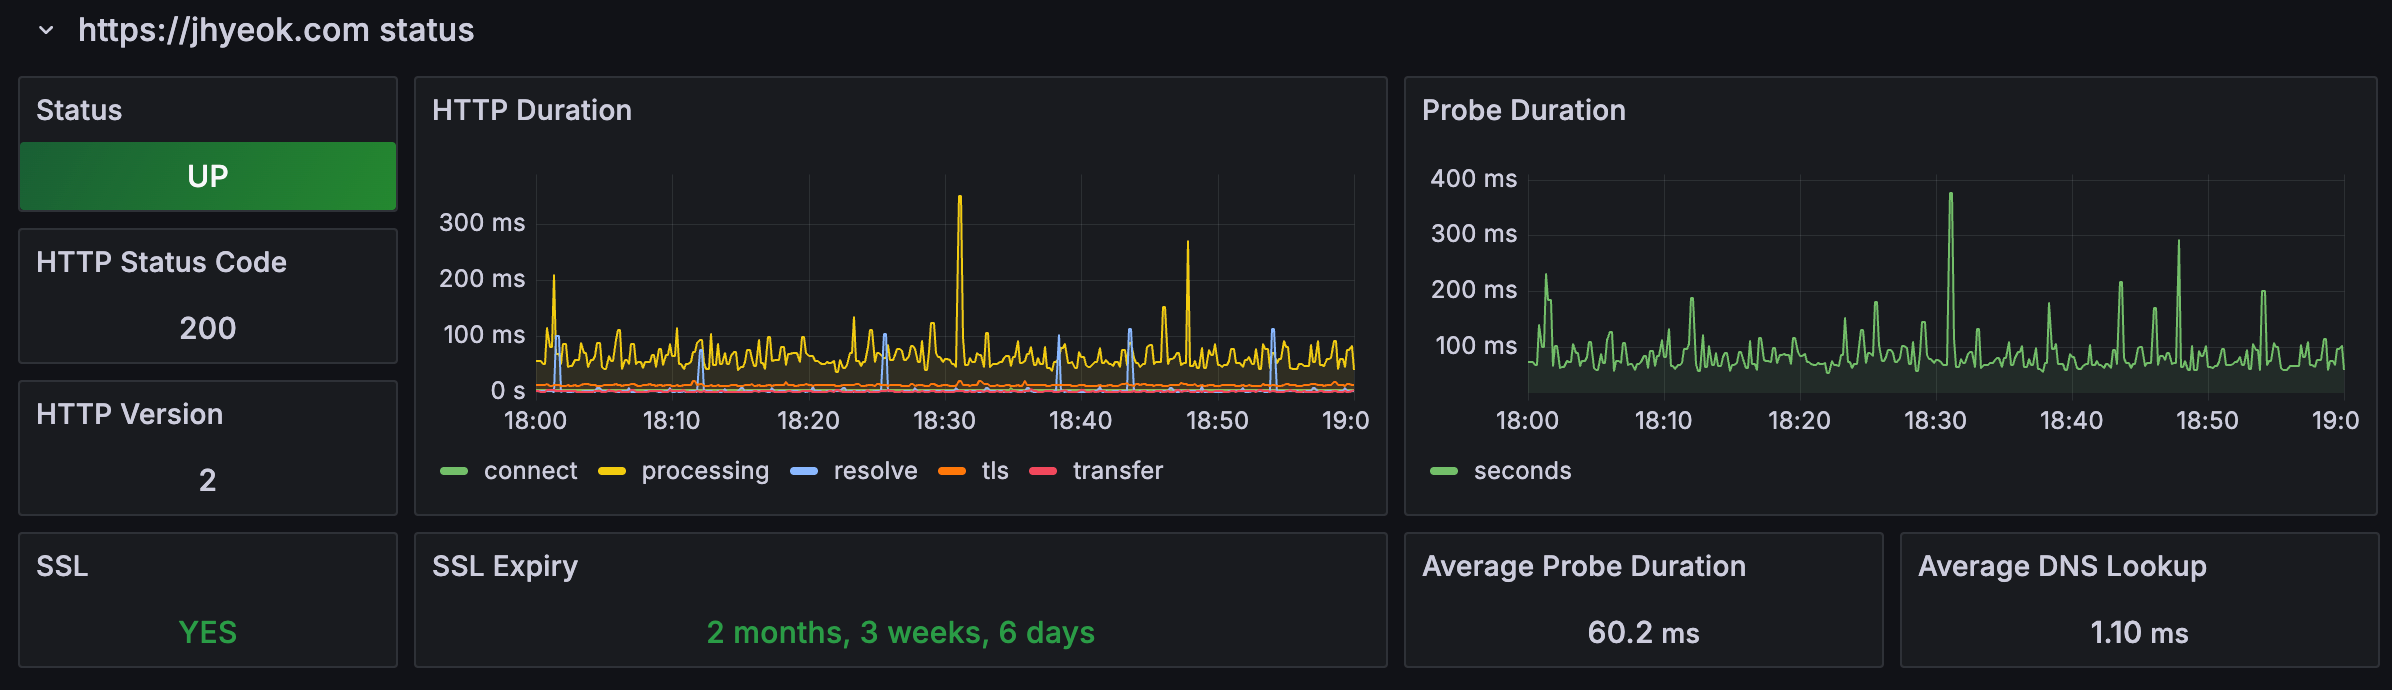 https://jhyeok.com status
Status
UP
HTTP Status Code
200
HTTP Version
2
HTTP Duration
300 ms
200 ms
100 ms
0 s
18:00 18:10 18:20 18:30 18:40 18:50 19:0
connect processing resolve tls transfer
Probe Duration
400 ms
300 ms
200 ms
100 ms
18:00 18:10 18:20 18:30 18:40 18:50 19:0
seconds
SSL
YES
SSL Expiry
2 months, 3 weeks, 6 days
Average Probe Duration
60.2 ms
Average DNS Lookup
1.10 ms